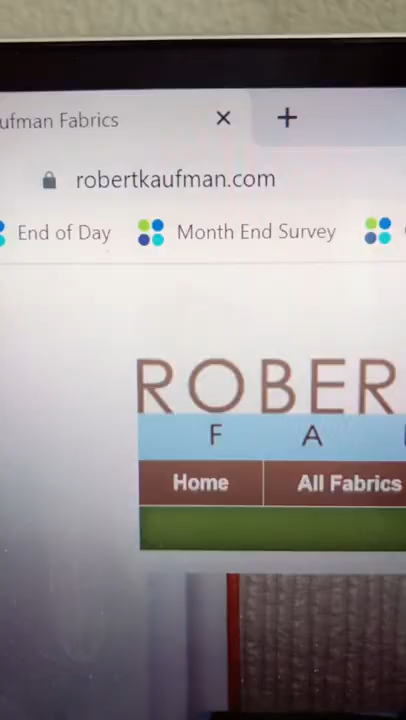 ufman Fabrics
robertkaufman.com
End of Day Month End Survey
ROBER
F A
Home All Fabrics